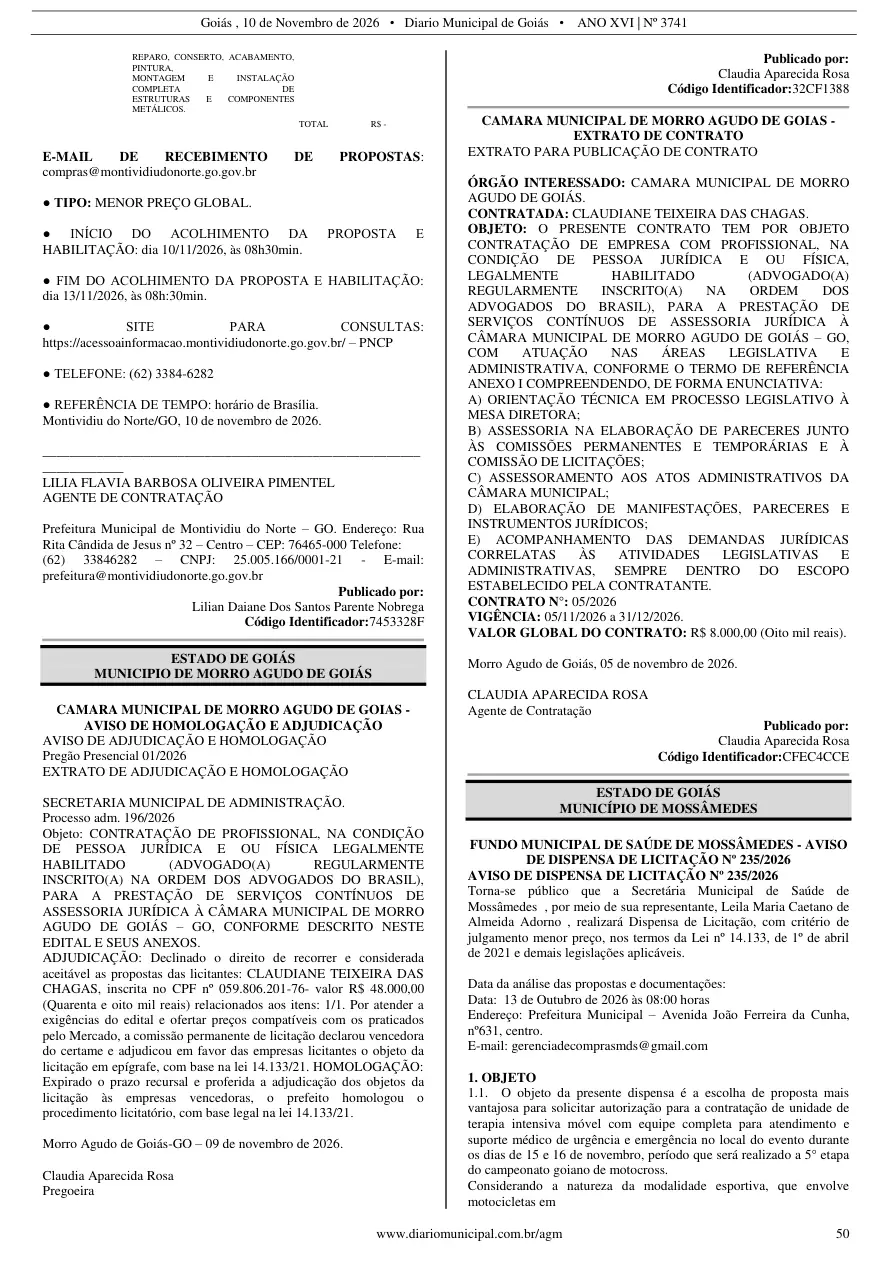 Goiás , 10 de Novembro de 2026 • Diario Municipal de Goiás • ANO XVI | Nº 3741
REPARO, CONSERTO, ACABAMENTO,
PINTURA,
MONTAGEM E INSTALAÇÃO
COMPLETA DE
ESTRUTURAS E COMPONENTES
METÁLICOS.
TOTAL R$ -
E-MAIL DE RECEBIMENTO DE PROPOSTAS:
compras@montividiudonorte.go.gov.br
● TIPO: MENOR PREÇO GLOBAL.
● INÍCIO DO ACOLHIMENTO DA PROPOSTA E
HABILITAÇÃO: dia 10/11/2026, às 08h30min.
● FIM DO ACOLHIMENTO DA PROPOSTA E HABILITAÇÃO:
dia 13/11/2026, às 08h:30min.
● SITE PARA CONSULTAS:
https://acessoainformacao.montividiudonorte.go.gov.br/ – PNCP
● TELEFONE: (62) 3384-6282
● REFERÊNCIA DE TEMPO: horário de Brasília.
Montividiu do Norte/GO, 10 de novembro de 2026.
________________________________________________________
____________
LILIA FLAVIA BARBOSA OLIVEIRA PIMENTEL
AGENTE DE CONTRATAÇÃO
Prefeitura Municipal de Montividiu do Norte – GO. Endereço: Rua
Rita Cândida de Jesus nº 32 – Centro – CEP: 76465-000 Telefone:
(62) 33846282 – CNPJ: 25.005.166/0001-21 - E-mail:
prefeitura@montividiudonorte.go.gov.br
Publicado por:
Lilian Daiane Dos Santos Parente Nobrega
Código Identificador:7453328F
ESTADO DE GOIÁS
MUNICIPIO DE MORRO AGUDO DE GOIÁS
CAMARA MUNICIPAL DE MORRO AGUDO DE GOIAS -
AVISO DE HOMOLOGAÇÃO E ADJUDICAÇÃO
AVISO DE ADJUDICAÇÃO E HOMOLOGAÇÃO
Pregão Presencial 01/2026
EXTRATO DE ADJUDICAÇÃO E HOMOLOGAÇÃO
SECRETARIA MUNICIPAL DE ADMINISTRAÇÃO.
Processo adm. 196/2026
Objeto: CONTRATAÇÃO DE PROFISSIONAL, NA CONDIÇÃO
DE PESSOA JURÍDICA E OU FÍSICA LEGALMENTE
HABILITADO (ADVOGADO(A) REGULARMENTE
INSCRITO(A) NA ORDEM DOS ADVOGADOS DO BRASIL),
PARA A PRESTAÇÃO DE SERVIÇOS CONTÍNUOS DE
ASSESSORIA JURÍDICA À CÂMARA MUNICIPAL DE MORRO
AGUDO DE GOIÁS – GO, CONFORME DESCRITO NESTE
EDITAL E SEUS ANEXOS.
ADJUDICAÇÃO: Declinado o direito de recorrer e considerada
aceitável as propostas das licitantes: CLAUDIANE TEIXEIRA DAS
CHAGAS, inscrita no CPF nº 059.806.201-76- valor R$ 48.000,00
(Quarenta e oito mil reais) relacionados aos itens: 1/1. Por atender a
exigências do edital e ofertar preços compatíveis com os praticados
pelo Mercado, a comissão permanente de licitação declarou vencedora
do certame e adjudicou em favor das empresas licitantes o objeto da
licitação em epígrafe, com base na lei 14.133/21. HOMOLOGAÇÃO:
Expirado o prazo recursal e proferida a adjudicação dos objetos da
licitação às empresas vencedoras, o prefeito homologou o
procedimento licitatório, com base legal na lei 14.133/21.
Morro Agudo de Goiás-GO – 09 de novembro de 2026.
Claudia Aparecida Rosa
Pregoeira
Publicado por:
Claudia Aparecida Rosa
Código Identificador:32CF1388
CAMARA MUNICIPAL DE MORRO AGUDO DE GOIAS -
EXTRATO DE CONTRATO
EXTRATO PARA PUBLICAÇÃO DE CONTRATO
ÓRGÃO INTERESSADO: CAMARA MUNICIPAL DE MORRO
AGUDO DE GOIÁS.
CONTRATADA: CLAUDIANE TEIXEIRA DAS CHAGAS.
OBJETO: O PRESENTE CONTRATO TEM POR OBJETO
CONTRATAÇÃO DE EMPRESA COM PROFISSIONAL, NA
CONDIÇÃO DE PESSOA JURÍDICA E OU FÍSICA,
LEGALMENTE HABILITADO (ADVOGADO(A)
REGULARMENTE INSCRITO(A) NA ORDEM DOS
ADVOGADOS DO BRASIL), PARA A PRESTAÇÃO DE
SERVIÇOS CONTÍNUOS DE ASSESSORIA JURÍDICA À
CÂMARA MUNICIPAL DE MORRO AGUDO DE GOIÁS – GO,
COM ATUAÇÃO NAS ÁREAS LEGISLATIVA E
ADMINISTRATIVA, CONFORME O TERMO DE REFERÊNCIA
ANEXO I COMPREENDENDO, DE FORMA ENUNCIATIVA:
A) ORIENTAÇÃO TÉCNICA EM PROCESSO LEGISLATIVO À
MESA DIRETORA;
B) ASSESSORIA NA ELABORAÇÃO DE PARECERES JUNTO
ÀS COMISSÕES PERMANENTES E TEMPORÁRIAS E À
COMISSÃO DE LICITAÇÕES;
C) ASSESSORAMENTO AOS ATOS ADMINISTRATIVOS DA
CÂMARA MUNICIPAL;
D) ELABORAÇÃO DE MANIFESTAÇÕES, PARECERES E
INSTRUMENTOS JURÍDICOS;
E) ACOMPANHAMENTO DAS DEMANDAS JURÍDICAS
CORRELATAS ÀS ATIVIDADES LEGISLATIVAS E
ADMINISTRATIVAS, SEMPRE DENTRO DO ESCOPO
ESTABELECIDO PELA CONTRATANTE.
CONTRATO N°: 05/2026
VIGÊNCIA: 05/11/2026 a 31/12/2026.
VALOR GLOBAL DO CONTRATO: R$ 8.000,00 (Oito mil reais).
Morro Agudo de Goiás, 05 de novembro de 2026.
CLAUDIA APARECIDA ROSA
Agente de Contratação
Publicado por:
Claudia Aparecida Rosa
Código Identificador:CFEC4CCE
ESTADO DE GOIÁS
MUNICÍPIO DE MOSSÂMEDES
FUNDO MUNICIPAL DE SAÚDE DE MOSSÂMEDES - AVISO
DE DISPENSA DE LICITAÇÃO Nº 235/2026
AVISO DE DISPENSA DE LICITAÇÃO Nº 235/2026
Torna-se público que a Secretária Municipal de Saúde de
Mossâmedes , por meio de sua representante, Leila Maria Caetano de
Almeida Adorno , realizará Dispensa de Licitação, com critério de
julgamento menor preço, nos termos da Lei nº 14.133, de 1º de abril
de 2021 e demais legislações aplicáveis.
Data da análise das propostas e documentações:
Data: 13 de Outubro de 2026 às 08:00 horas
Endereço: Prefeitura Municipal – Avenida João Ferreira da Cunha,
nº631, centro.
E-mail: gerenciadecomprasmds@gmail.com
1. OBJETO
1.1. O objeto da presente dispensa é a escolha de proposta mais
vantajosa para solicitar autorização para a contratação de unidade de
terapia intensiva móvel com equipe completa para atendimento e
suporte médico de urgência e emergência no local do evento durante
os dias de 15 e 16 de novembro, período que será realizado a 5° etapa
do campeonato goiano de motocross.
Considerando a natureza da modalidade esportiva, que envolve
motocicletas em
www.diariomunicipal.com.br/agm 50